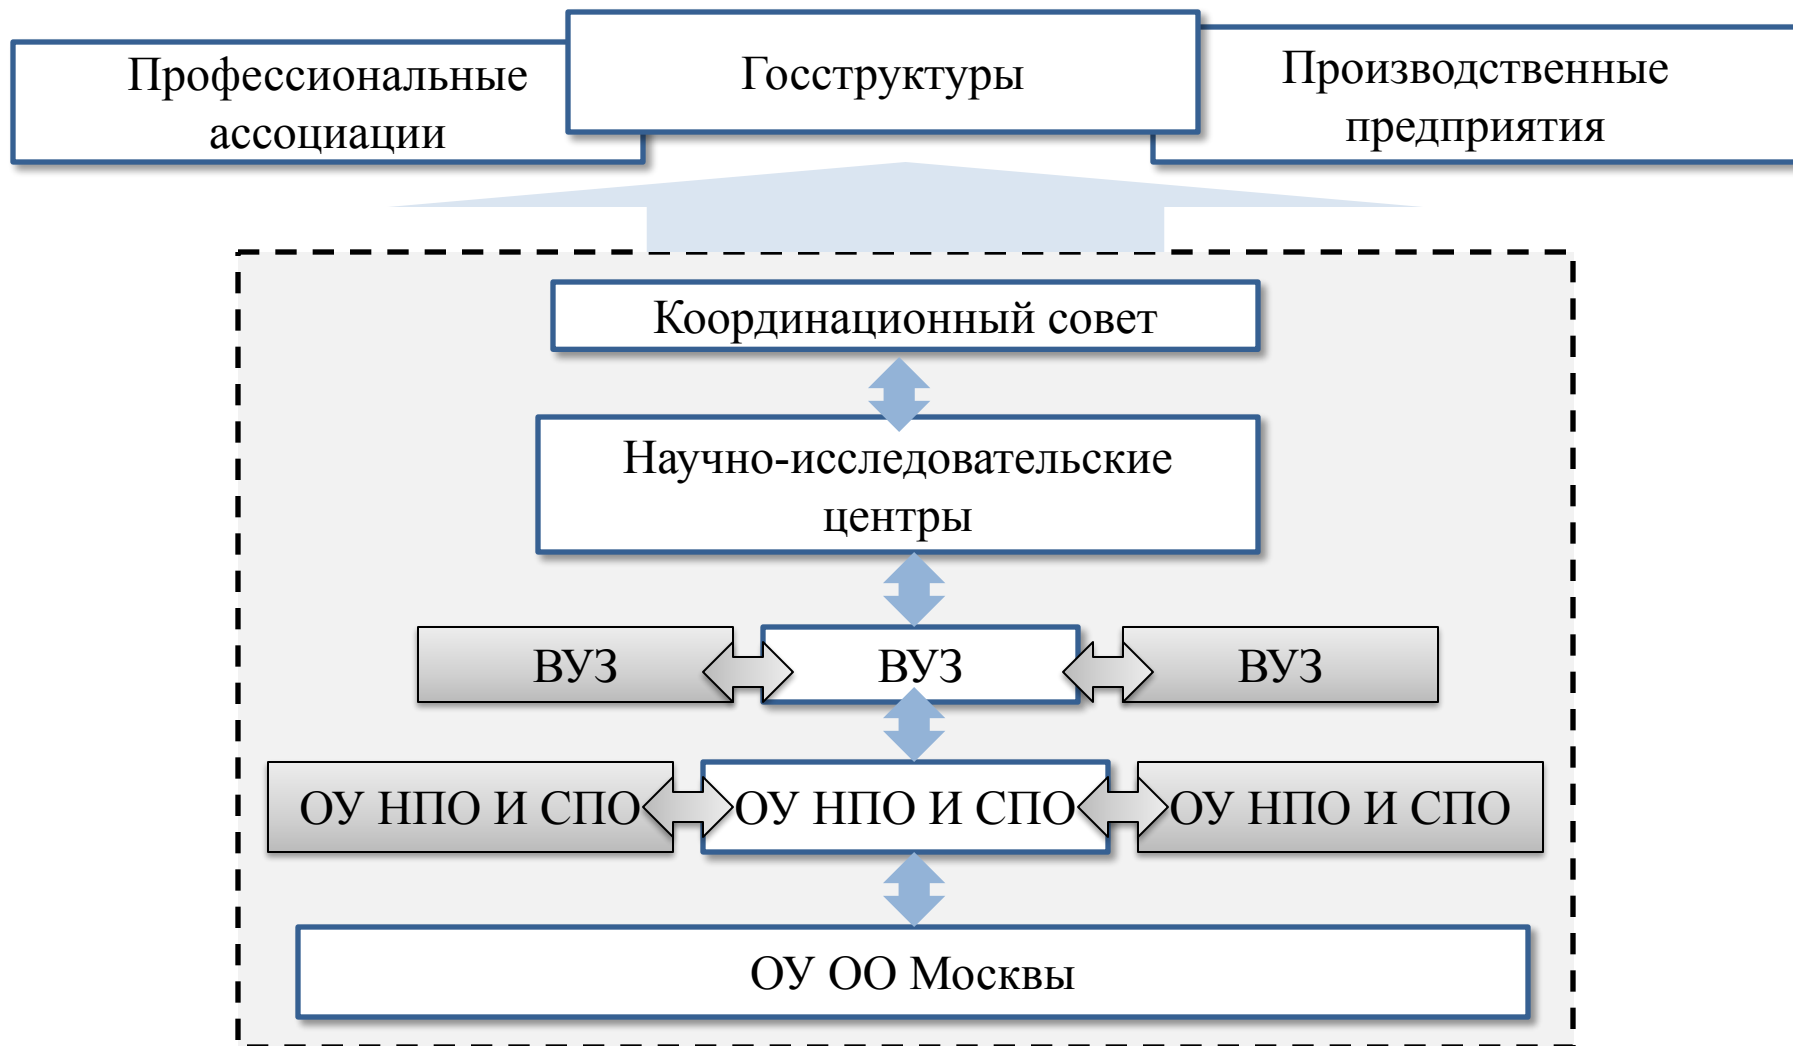 Профессиональные
ассоциации
Госструктуры
Производственные
предприятия
Координационный совет
Научно-исследовательские
центры
ВУЗ
ВУЗ
ВУЗ
ОУ НПО И СПО
ОУ НПО И СПО
ОУ НПО И СПО
ОУ ОО Москвы